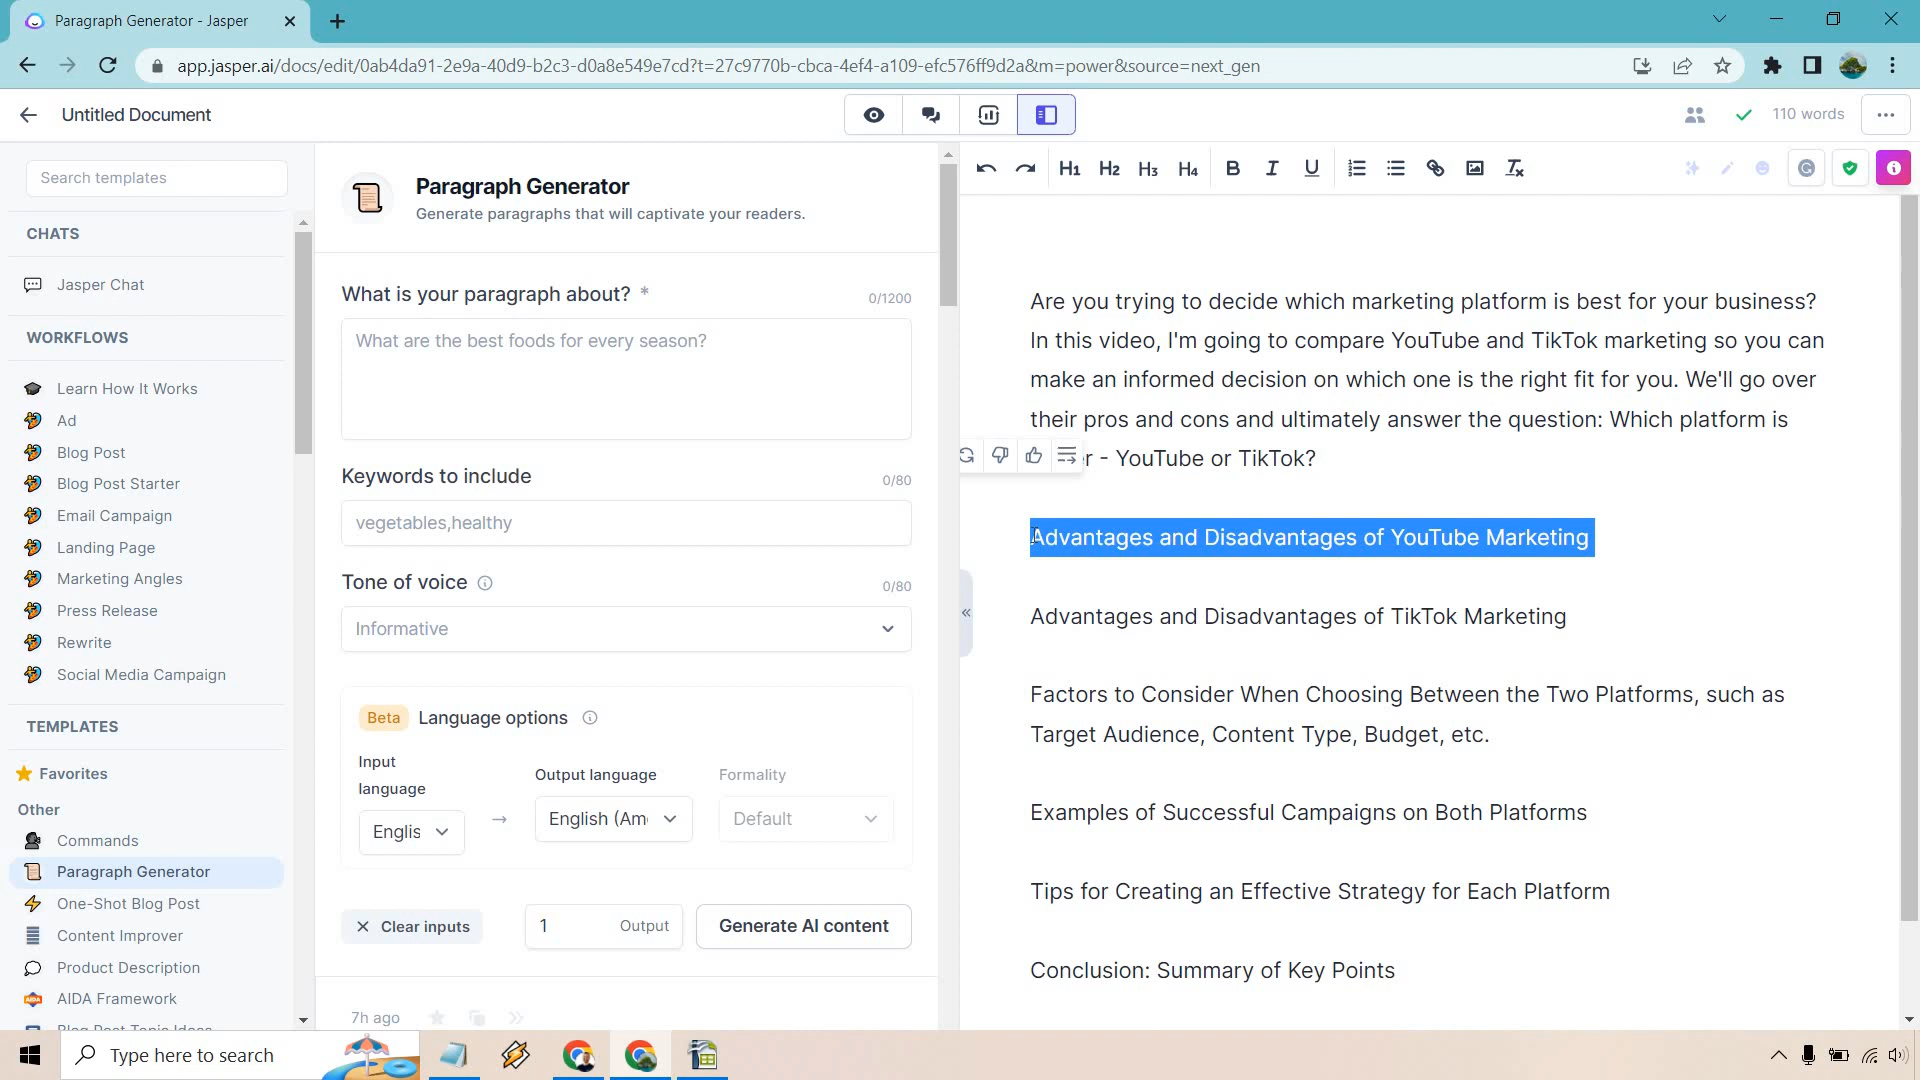 Paragraph Generator - Jasper
app.jasper.ai/docs/edit/0ab4da91-2e9a-40d9-b2c3-d0a8e549e7cd?t=27c9770b-cbca-4ef4-a109-efc576ff9d2a&m=power&source=next_gen
Untitled Document
110 words
Search templates
CHATS
Jasper Chat
WORKFLOWS
Learn How It Works
Ad
Blog Post
Blog Post Starter
Email Campaign
Landing Page
Marketing Angles
Press Release
Rewrite
Social Media Campaign
TEMPLATES
Favorites
Other
Commands
Paragraph Generator
One-Shot Blog Post
Content Improver
Product Description
AIDA Framework
Blog Post Topic Ideas
Paragraph Generator
Generate paragraphs that will captivate your readers.
What is your paragraph about? *
0/1200
What are the best foods for every season?
Keywords to include
0/80
vegetables,healthy
Tone of voice
0/80
Informative
Beta Language options
Input language
Output language
Formality
Englis
English (Am
Default
Clear inputs
1 Output
Generate AI content
7h ago
H1 H2 H3 H4 B I U
Are you trying to decide which marketing platform is best for your business?
In this video, I'm going to compare YouTube and TikTok marketing so you can
make an informed decision on which one is the right fit for you. We'll go over
their pros and cons and ultimately answer the question: Which platform is
r - YouTube or TikTok?
Advantages and Disadvantages of YouTube Marketing
Advantages and Disadvantages of TikTok Marketing
Factors to Consider When Choosing Between the Two Platforms, such as
Target Audience, Content Type, Budget, etc.
Examples of Successful Campaigns on Both Platforms
Tips for Creating an Effective Strategy for Each Platform
Conclusion: Summary of Key Points
Type here to search